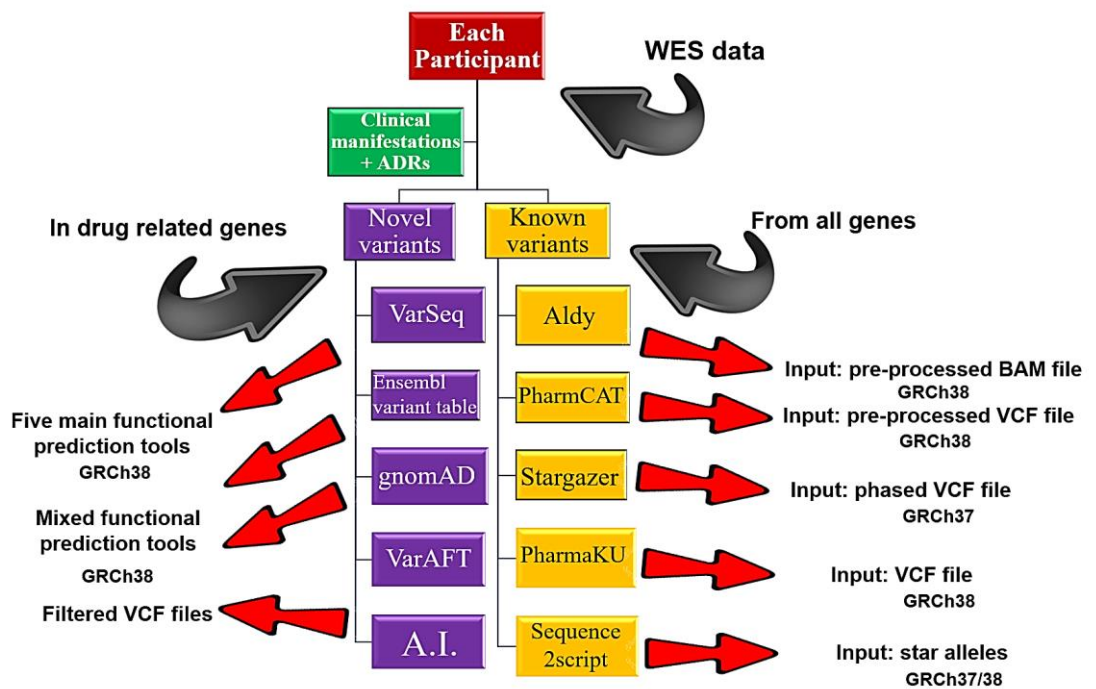 Each
Participant
WES data
Clinical
manifestations
+ ADRs
In drug related genes
Novel
variants
Known
variants
From all genes
VarSeq
Ensembl
variant table
gnomAD
VarAFT
A.I.
Aldy
PharmCAT
Stargazer
PharmaKU
Sequence
2script
Five main functional
prediction tools
GRCh38
Mixed functional
prediction tools
GRCh38
Filtered VCF files
Input: pre-processed BAM file
GRCh38
Input: pre-processed VCF file
GRCh38
Input: phased VCF file
GRCh37
Input: VCF file
GRCh38
Input: star alleles
GRCh37/38